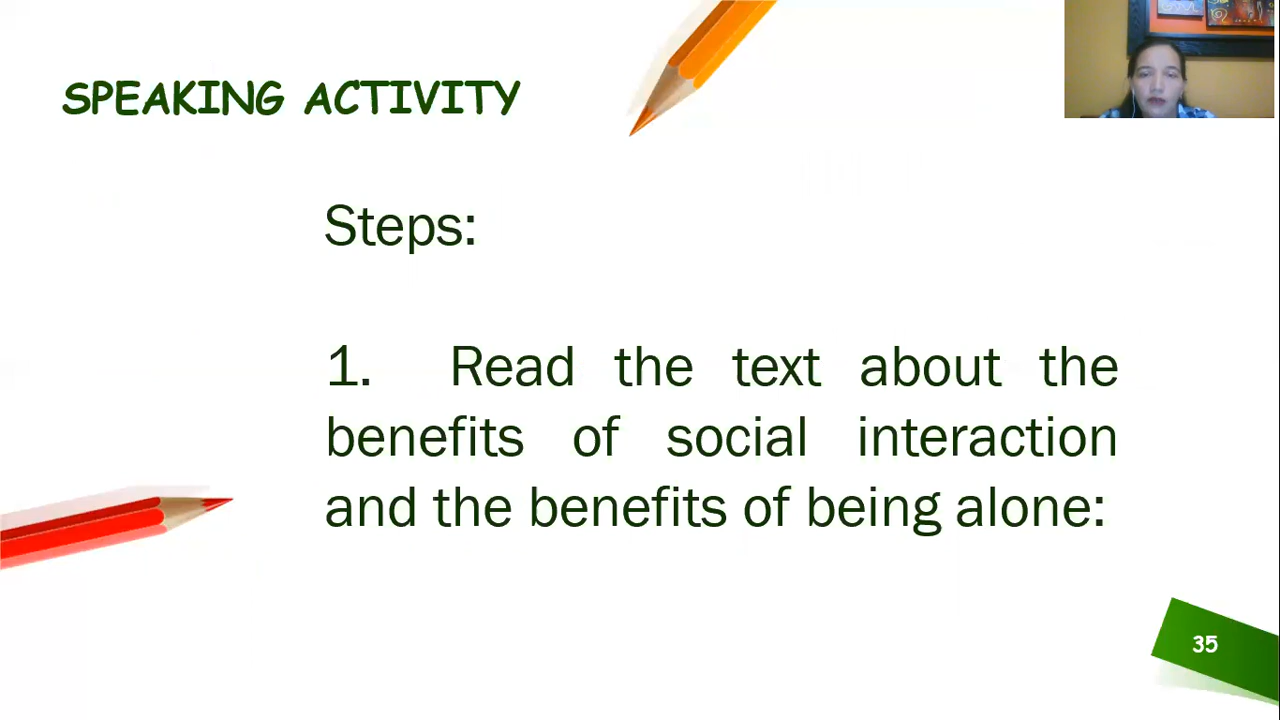 SPEAKING ACTIVITY
Steps:
1. Read the text about the
benefits of social interaction
and the benefits of being alone:
35